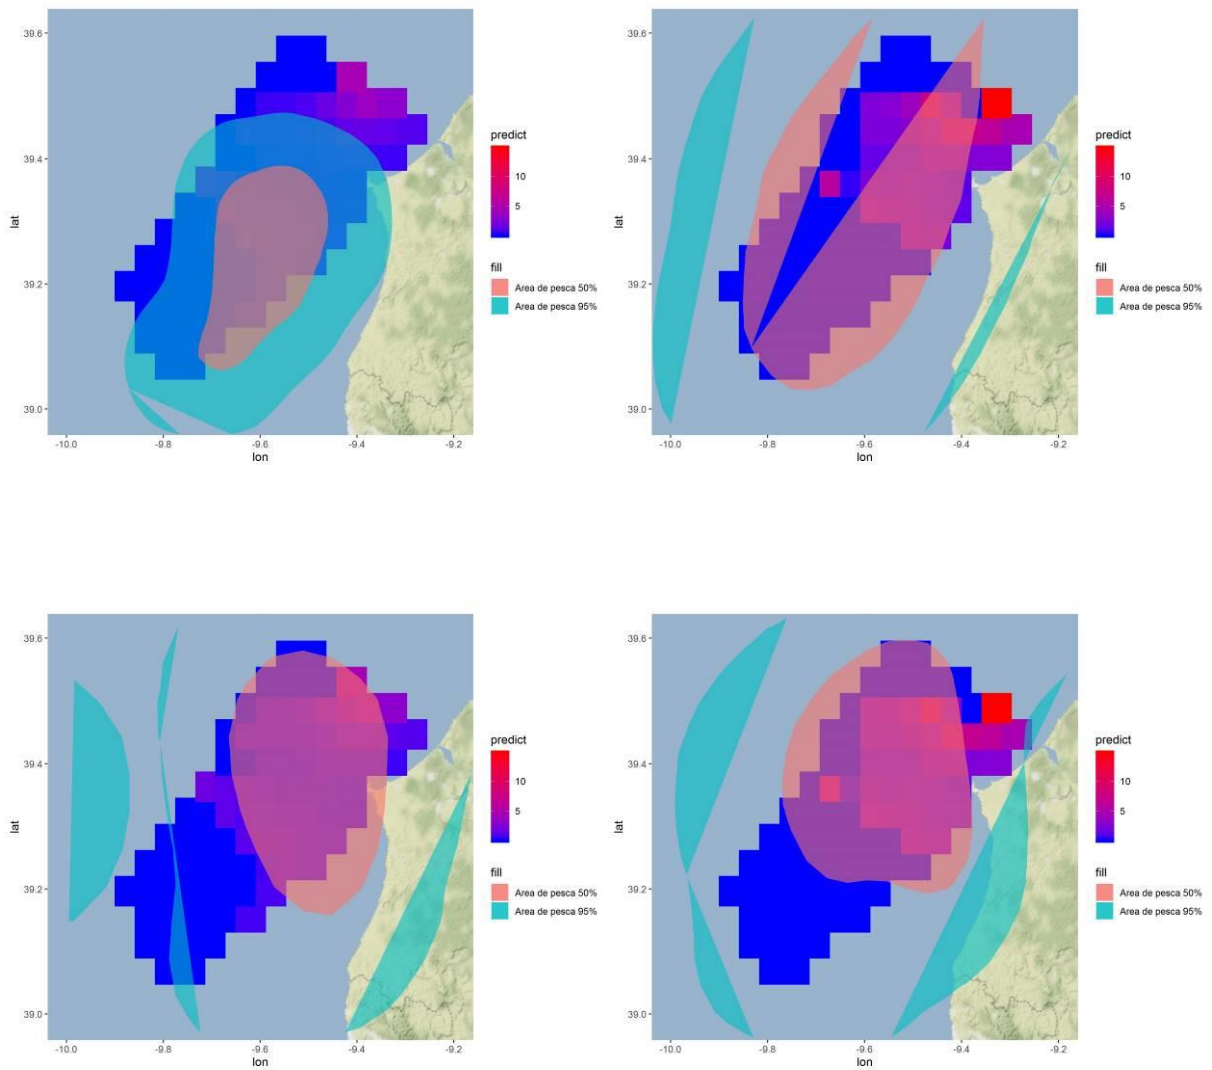 39.6
39.4
39.2
39.0
lat
-10.0
-9.8
-9.6
-9.4
-9.2
lon
predict
10
5
fill
Area de pesca 50%
Area de pesca 95%
39.6
39.4
39.2
39.0
lat
-10.0
-9.8
-9.6
-9.4
-9.2
lon
predict
10
5
fill
Area de pesca 50%
Area de pesca 95%
39.6
39.4
39.2
39.0
lat
-10.0
-9.8
-9.6
-9.4
-9.2
lon
predict
10
5
fill
Area de pesca 50%
Area de pesca 95%
39.6
39.4
39.2
39.0
lat
-10.0
-9.8
-9.6
-9.4
-9.2
lon
predict
10
5
fill
Area de pesca 50%
Area de pesca 95%